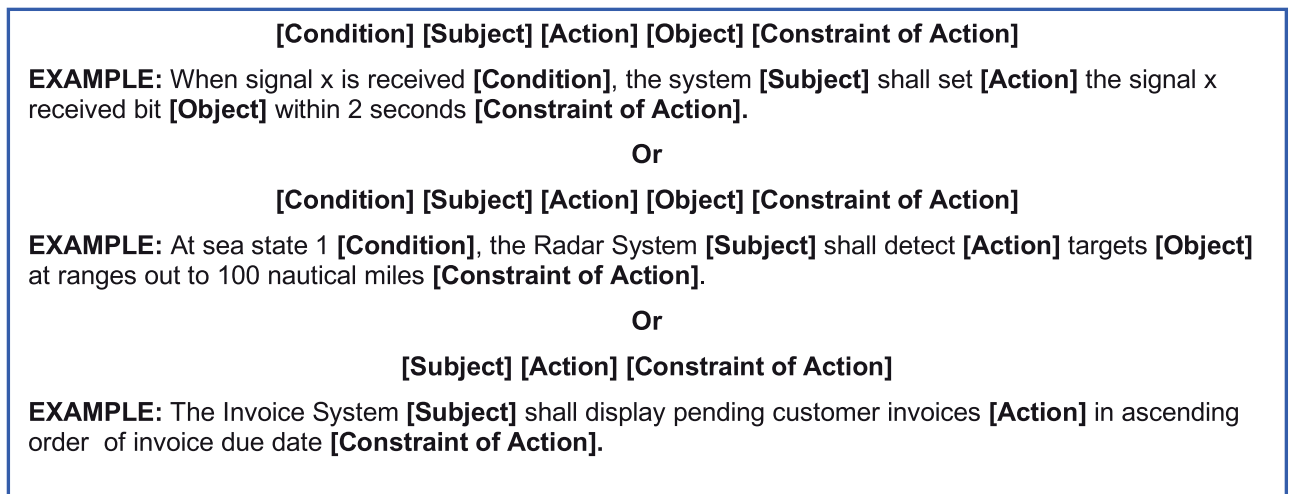 [Condition] [Subject] [Action] [Object] [Constraint of Action]
EXAMPLE: When signal x is received [Condition], the system [Subject] shall set [Action] the signal x
received bit [Object] within 2 seconds [Constraint of Action].
Or
[Condition] [Subject] [Action] [Object] [Constraint of Action]
EXAMPLE: At sea state 1 [Condition], the Radar System [Subject] shall detect [Action] targets [Object]
at ranges out to 100 nautical miles [Constraint of Action].
Or
[Subject] [Action] [Constraint of Action]
EXAMPLE: The Invoice System [Subject] shall display pending customer invoices [Action] in ascending
order  of invoice due date [Constraint of Action].